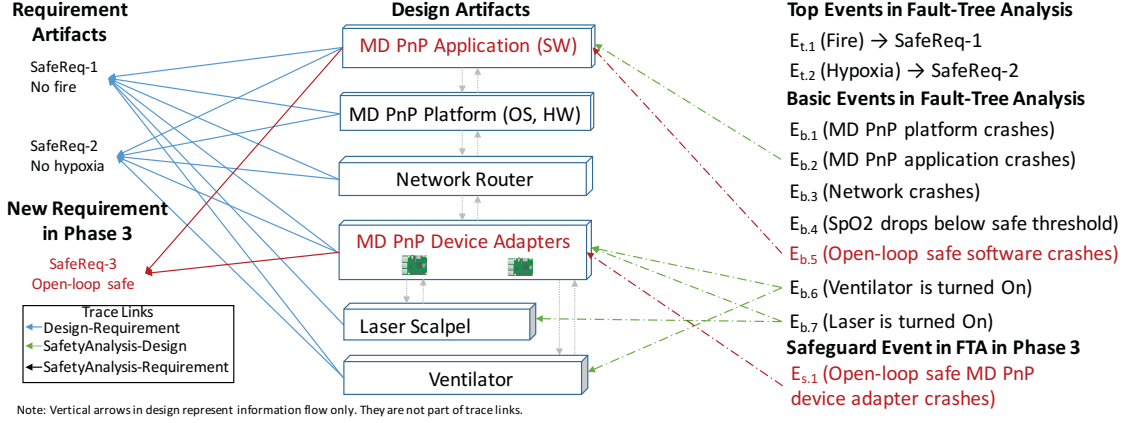 Requirement
Artifacts
SafeReq-1
No fire
SafeReq-2
No hypoxia
New Requirement
in Phase 3
SafeReq-3
Open-loop safe
Trace Links
Design-Requirement
SafetyAnalysis-Design
SafetyAnalysis-Requirement
Design Artifacts
MD PnP Application (SW)
MD PnP Platform (OS, HW)
Network Router
MD PnP Device Adapters
Laser Scalpel
Ventilator
Top Events in Fault-Tree Analysis
Et.1 (Fire) → SafeReq-1
Et.2 (Hypoxia) → SafeReq-2
Basic Events in Fault-Tree Analysis
Eb.1 (MD PnP platform crashes)
Eb.2 (MD PnP application crashes)
Eb.3 (Network crashes)
Eb.4 (SpO2 drops below safe threshold)
Eb.5 (Open-loop safe software crashes)
Eb.6 (Ventilator is turned On)
Eb.7 (Laser is turned On)
Safeguard Event in FTA in Phase 3
Es.1 (Open-loop safe MD PnP
device adapter crashes)
Note: Vertical arrows in design represent information flow only. They are not part of trace links.